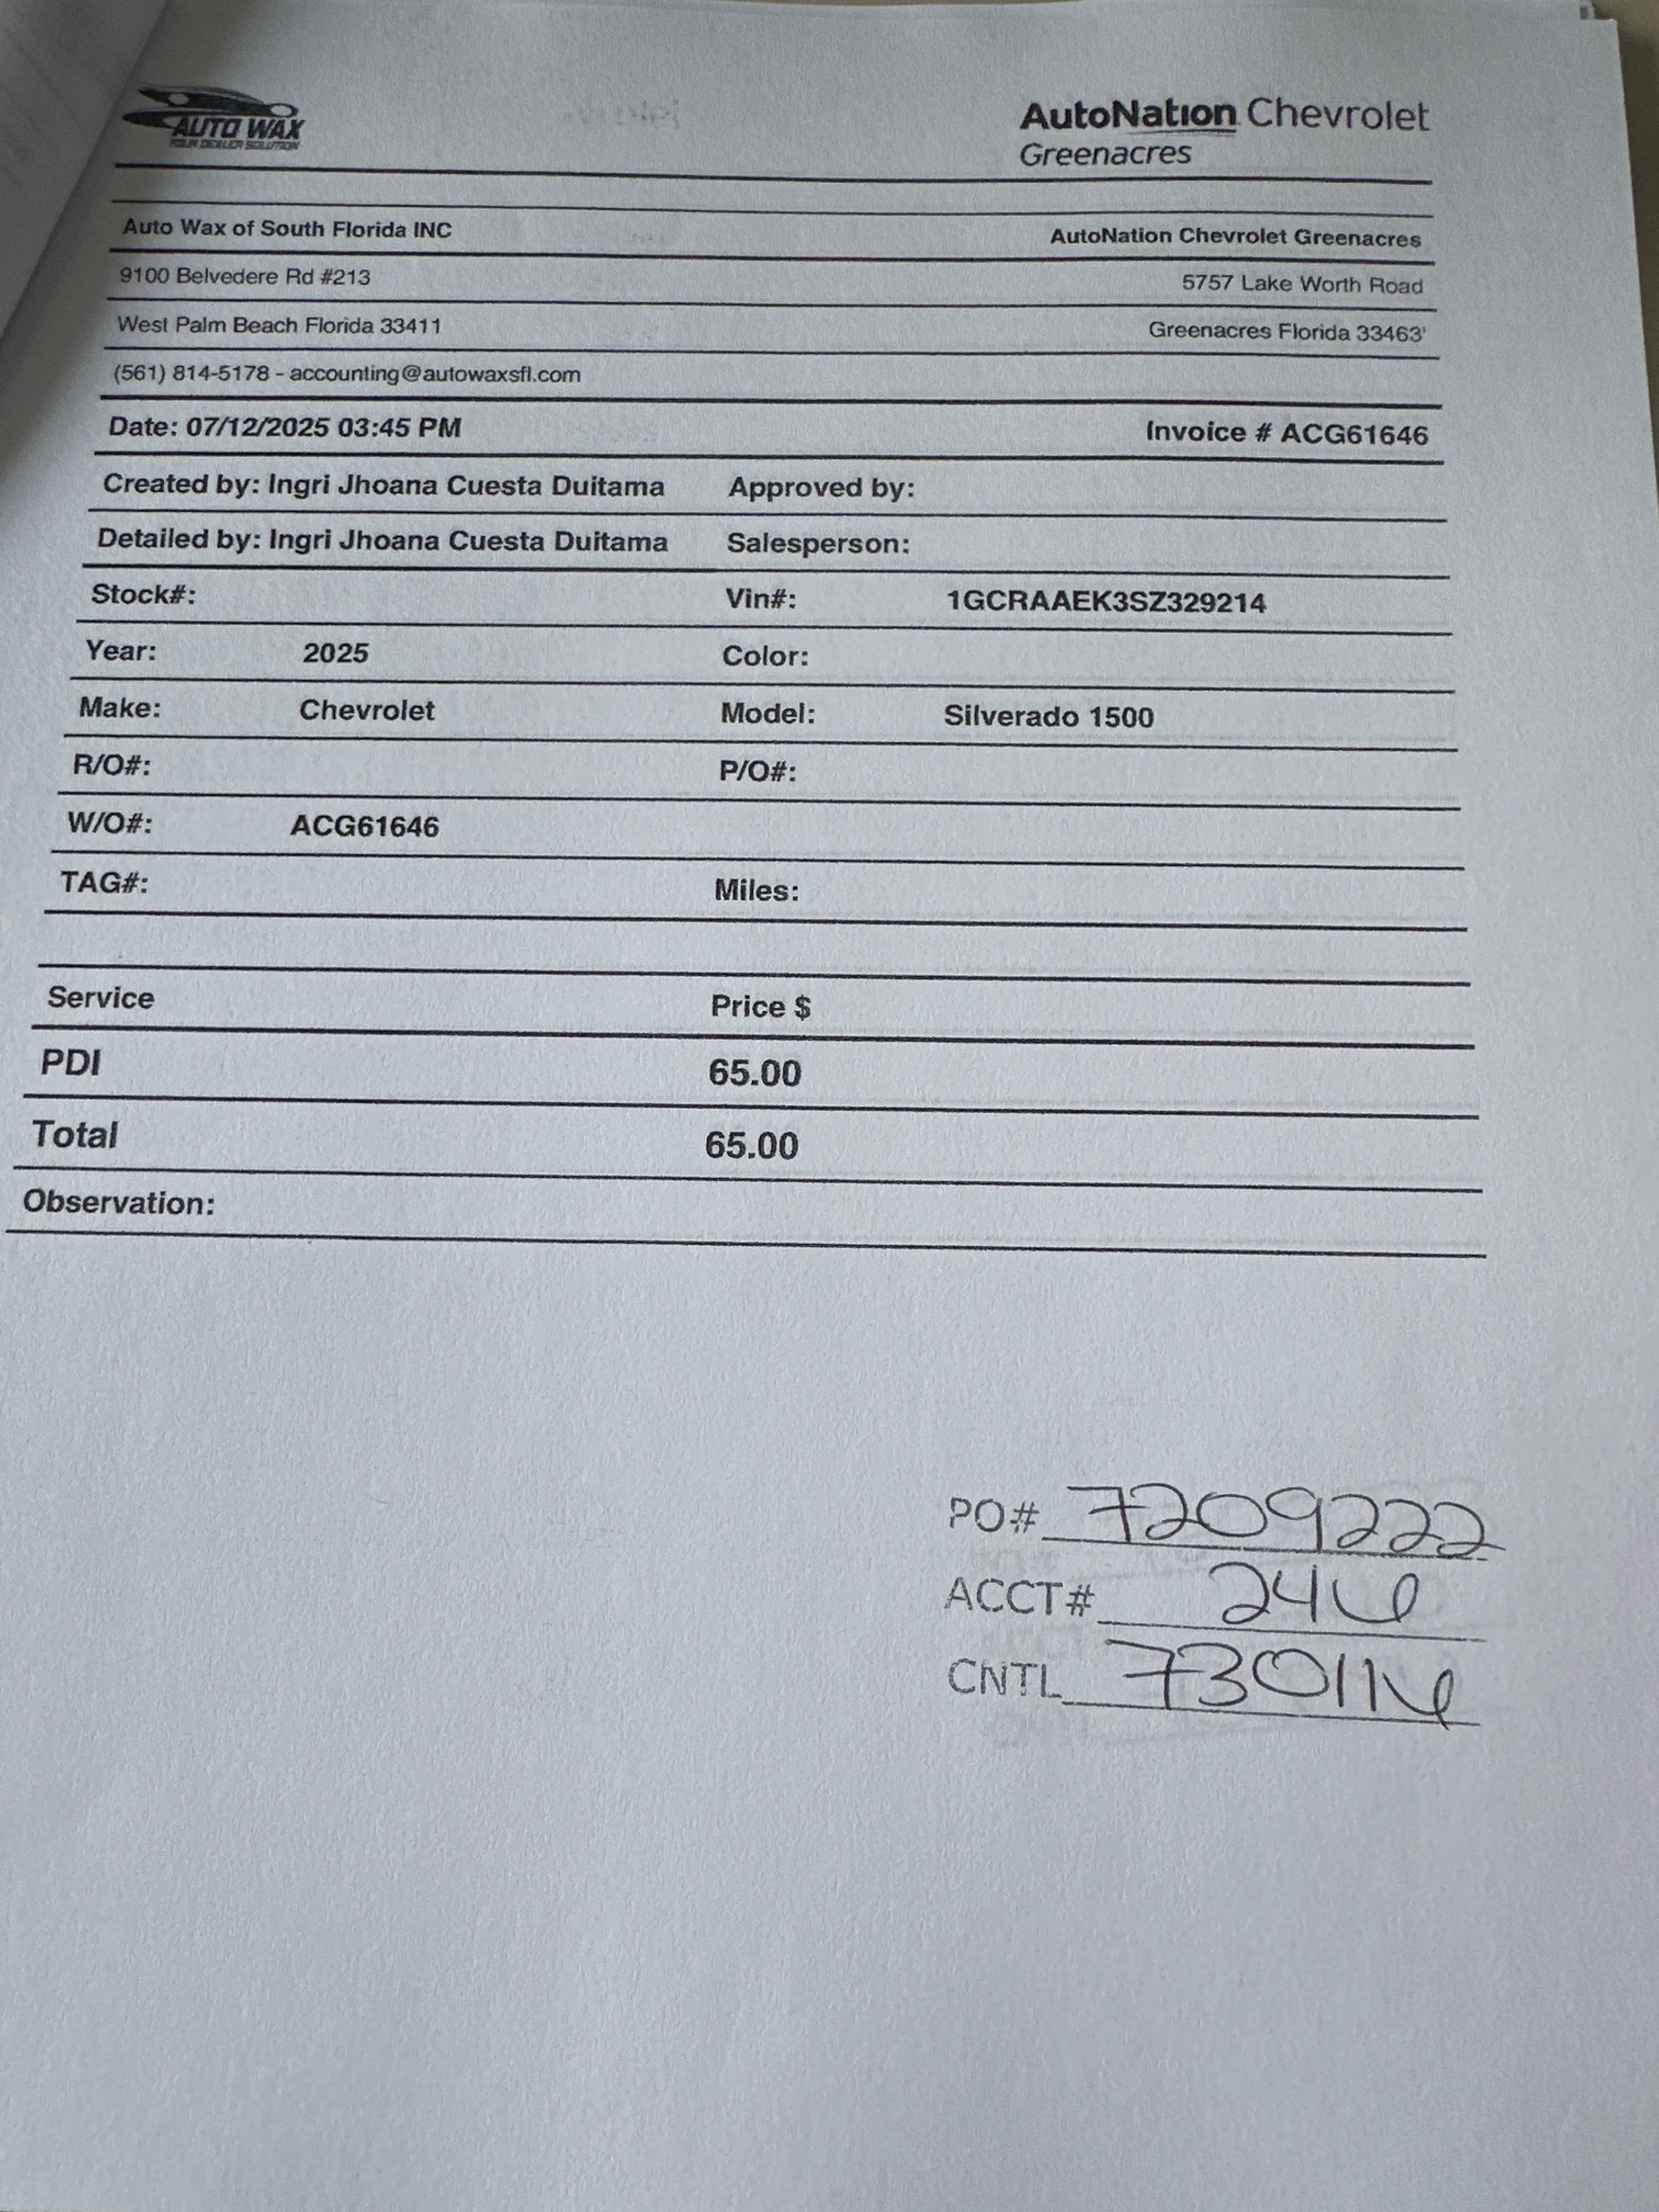 AUTO WAX
YOUR DEALER SOLUTION
AutoNation Chevrolet
Greenacres
Auto Wax of South Florida INC
AutoNation Chevrolet Greenacres
9100 Belvedere Rd #213
5757 Lake Worth Road
West Palm Beach Florida 33411
Greenacres Florida 33463'
(561) 814-5178 - accounting@autowaxsfl.com
Date: 07/12/2025 03:45 PM
Invoice # ACG61646
Created by: Ingri Jhoana Cuesta Duitama Approved by:
Detailed by: Ingri Jhoana Cuesta Duitama Salesperson:
Stock#: Vin#: 1GCRAAEK3SZ329214
Year: 2025 Color:
Make: Chevrolet Model: Silverado 1500
R/O#: P/O#:
W/O#: ACG61646
TAG#: Miles:
Service Price $
PDI 65.00
Total 65.00
Observation:
PO# 7209222
ACCT# 246
CNTL 730116